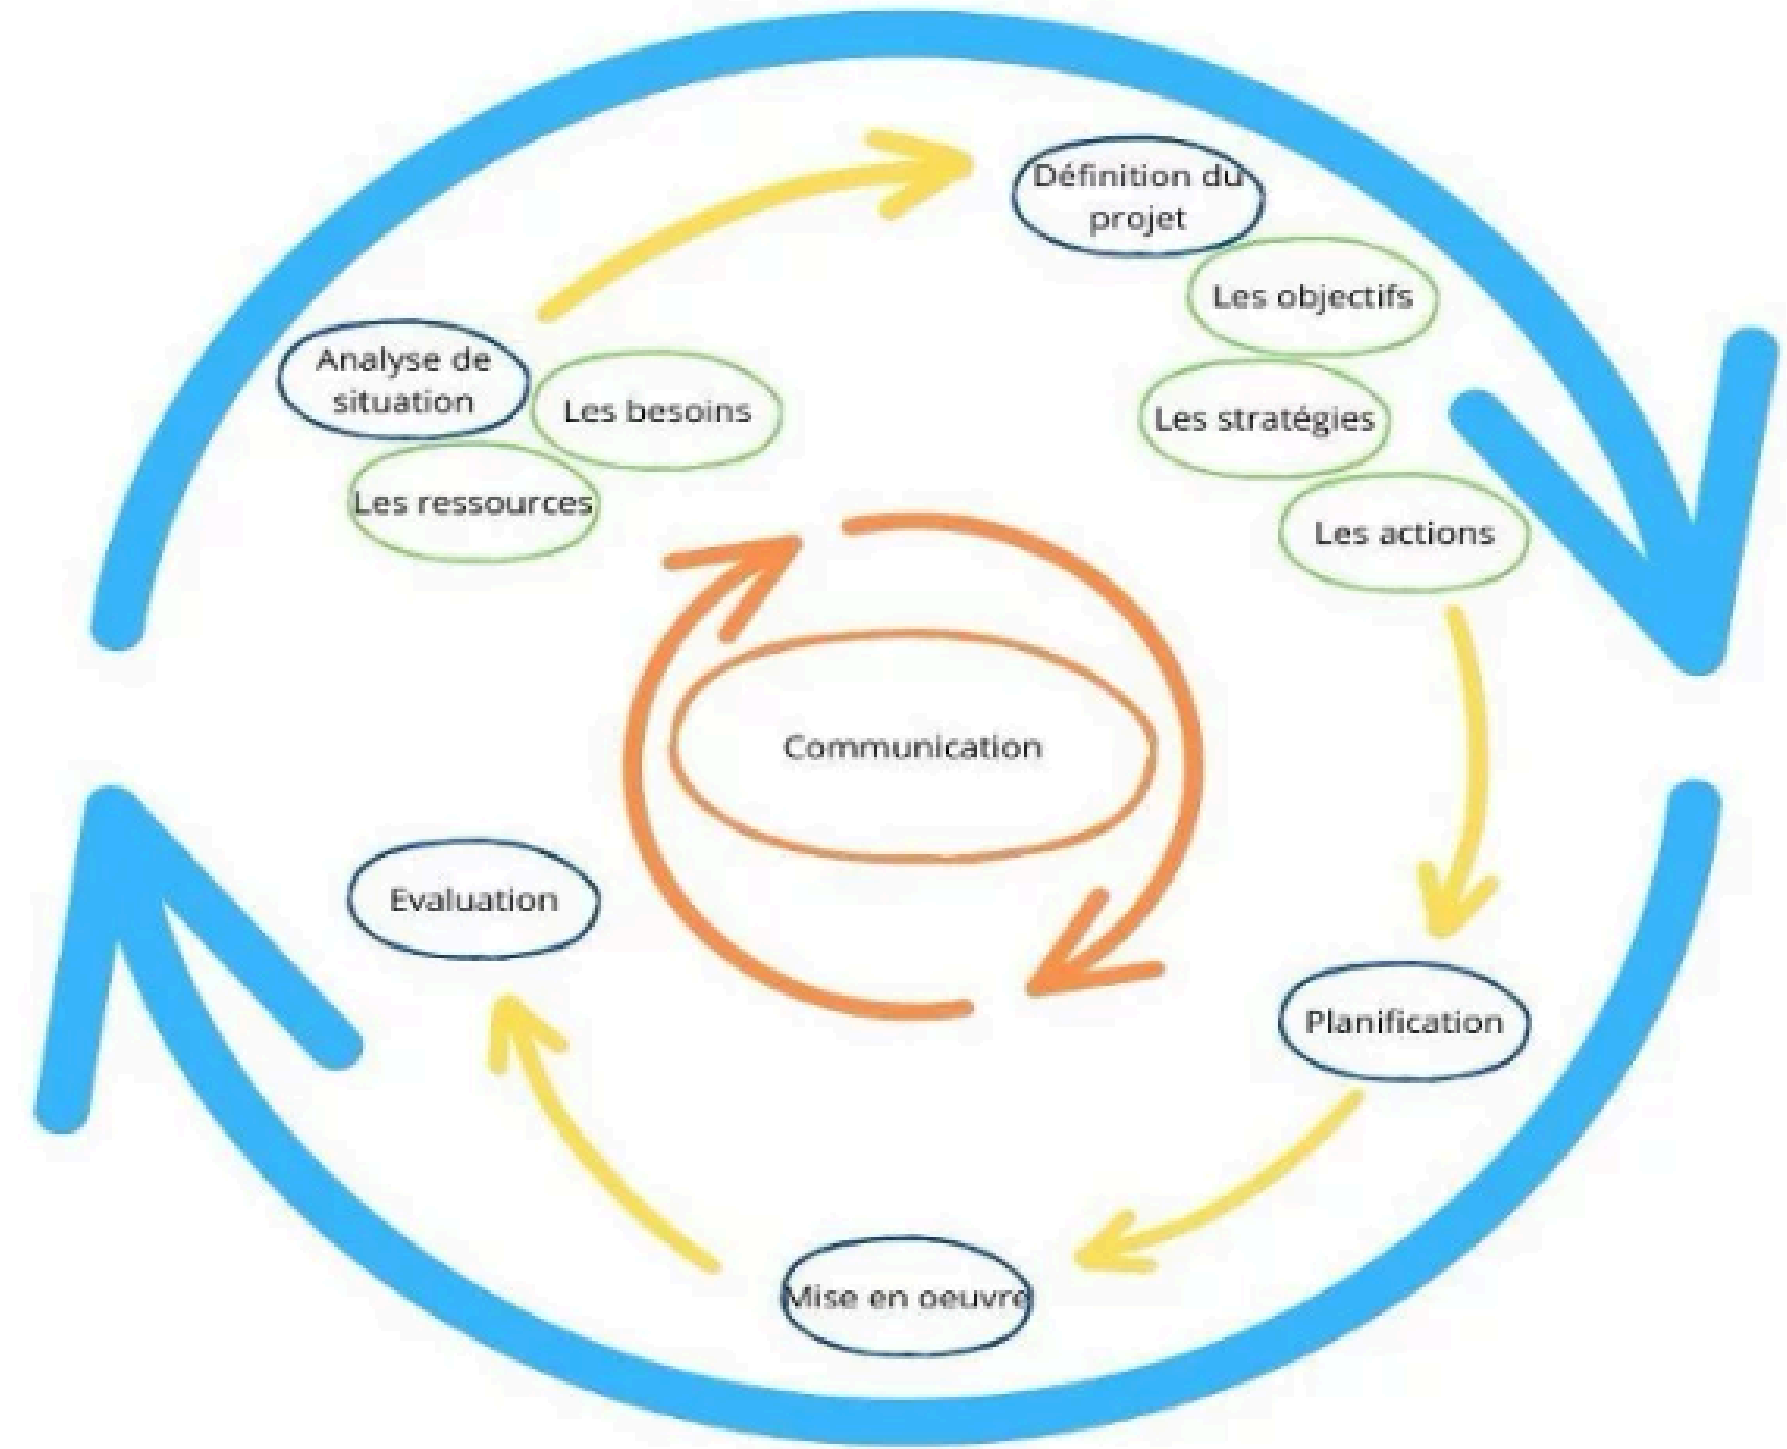 Définition du
projet
Les objectifs
Analyse de
situation
Les besoins
Les stratégies
Les ressources
Les actions
Communication
Evaluation
Planification
Mise en oeuvre